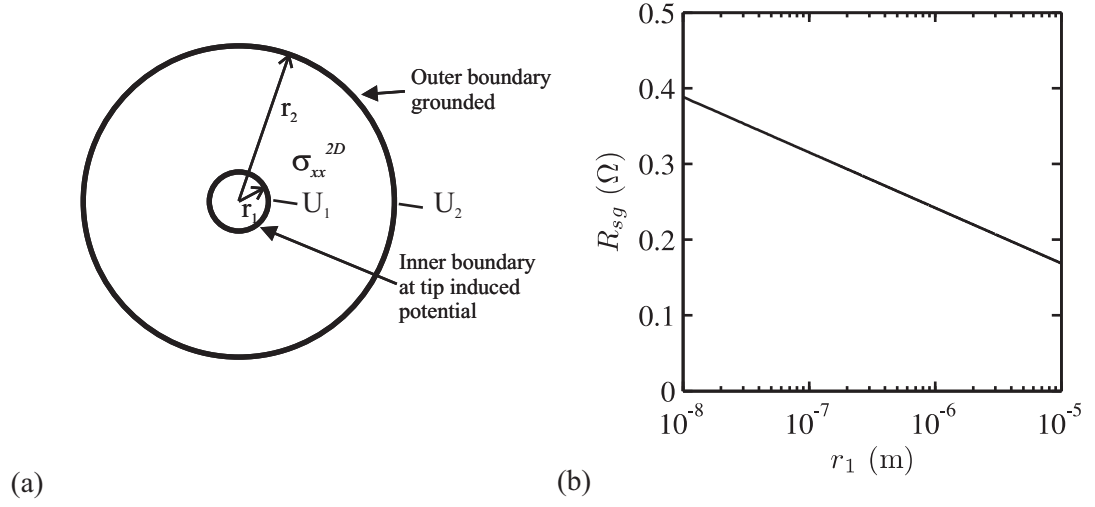 Outer boundary
grounded
r₂
σₓₓ²ᴰ
r₁
U₁
U₂
Inner boundary
at tip induced
potential
(a)
0.5
0.4
0.3
0.2
0.1
0
R_sg (Ω)
10⁻⁸ 10⁻⁷ 10⁻⁶ 10⁻⁵
r₁ (m)
(b)